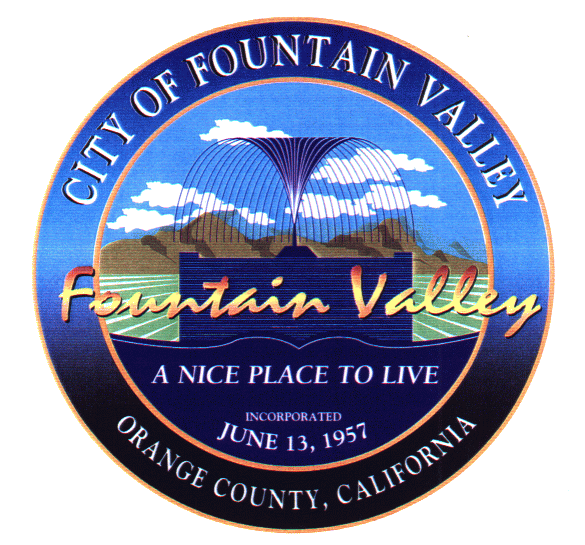 CITY OF FOUNTAIN VALLEY
Fountain Valley
A NICE PLACE TO LIVE
INCORPORATED
JUNE 13, 1957
ORANGE COUNTY, CALIFORNIA